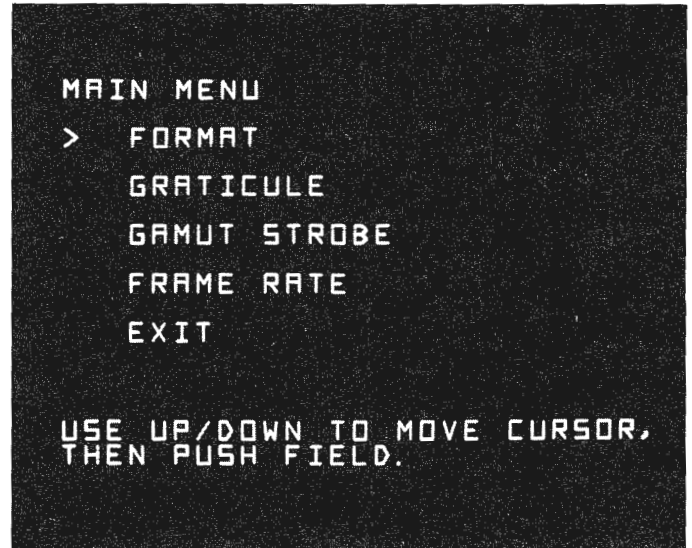 MAIN MENU
> FORMAT
GRATICULE
GAMUT STROBE
FRAME RATE
EXIT
USE UP/DOWN TO MOVE CURSOR,
THEN PUSH FIELD.